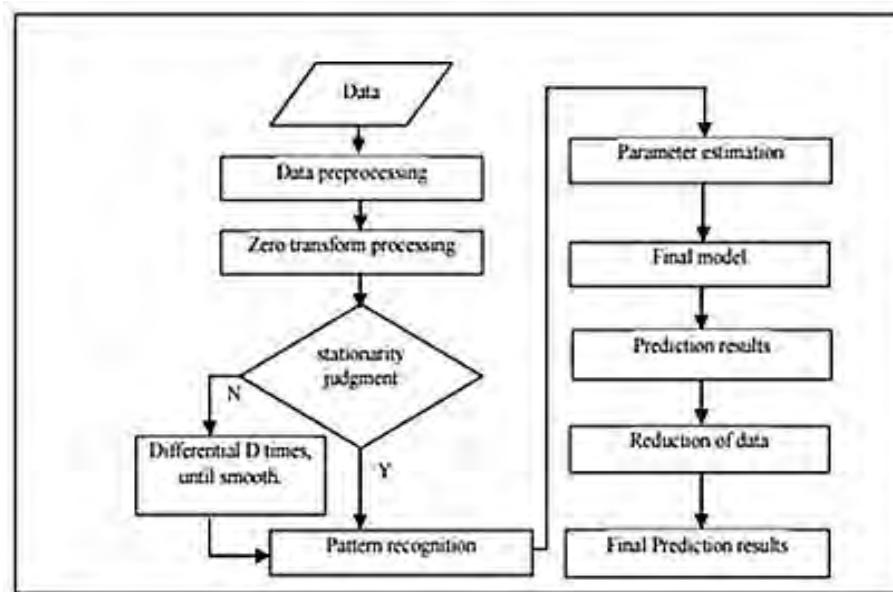 Data
Data preprocessing
Zero transform processing
stationarity
judgment
N
Differential D times,
until smooth.
Y
Pattern recognition
Parameter estimation
Final model
Prediction results
Reduction of data
Final Prediction results